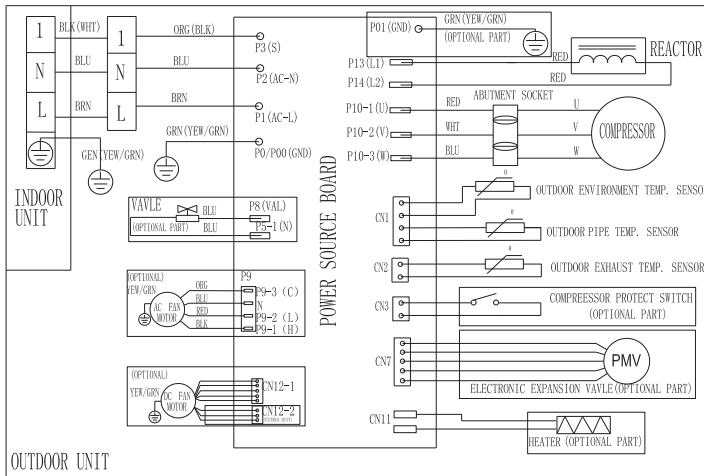 1
N
L
BLK(WHT)
BLU
BRN
1
N
L
GEN(YEW/GRN)
INDOOR
UNIT
ORG(BLK)
BLU
BRN
GRN(YEW/GRN)
P3(S)
P2(AC-N)
P1(AC-L)
P0/P00(GND)
VAVLE
(OPTIONAL PART)
BLU
BLU
P8(VAL)
P5-1(N)
(OPTIONAL)
YEW/GRN
AC FAN
MOTOR
ORG
BLU
RED
BLK
P9
P9-3 (C)
N
P9-2 (L)
P9-1 (H)
(OPTIONAL)
YEW/GRN
DC FAN
MOTOR
CN12-1
CN12-2
OUTDOOR UNIT
POWER SOURCE BOARD
P01(GND)
GRN(YEW/GRN)
(OPTIONAL PART)
P13(L1)
RED
REACTOR
P14(L2)
RED
ABUTMENT SOCKET
P10-1(U)
RED
U
P10-2(V)
WHT
V
P10-3(W)
BLU
W
COMPRESSOR
CN1
θ
OUTDOOR ENVIRONMENT TEMP. SENSOR
θ
OUTDOOR PIPE TEMP. SENSOR
CN2
θ
OUTDOOR EXHAUST TEMP. SENSOR
CN3
COMPREESSOR PROTECT SWITCH
(OPTIONAL PART)
CN7
PMV
ELECTRONIC EXPANSION VAVLE(OPTIONAL PART)
CN11
HEATER(OPTIONAL PART)